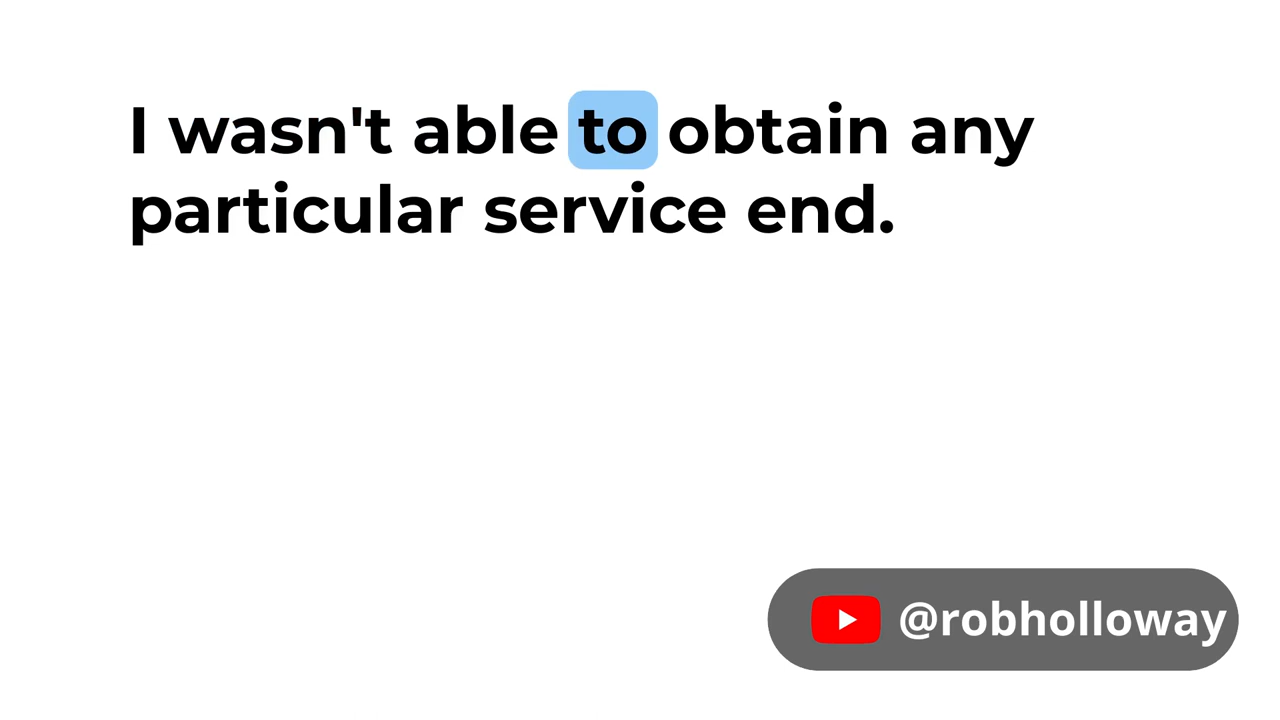 I wasn't able to obtain any
particular service end.
@robholloway